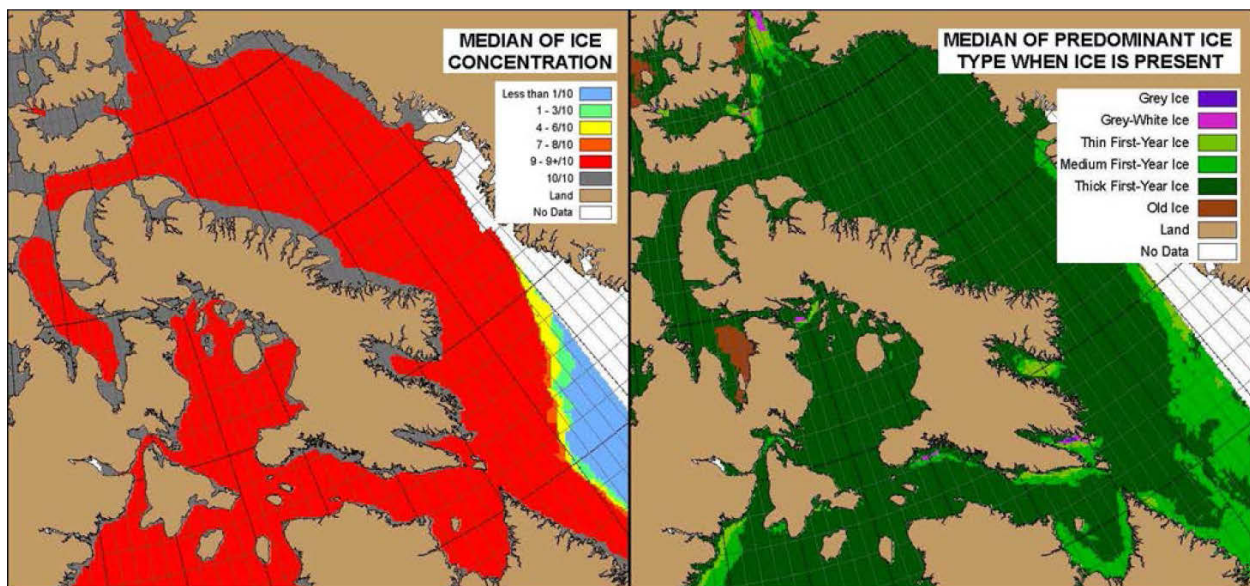 MEDIAN OF ICE
CONCENTRATION
Less than 1/10
1 - 3/10
4 - 6/10
7 - 8/10
9 - 9+/10
10/10
Land
No Data
MEDIAN OF PREDOMINANT ICE
TYPE WHEN ICE IS PRESENT
Grey Ice
Grey-White Ice
Thin First-Year Ice
Medium First-Year Ice
Thick First-Year Ice
Old Ice
Land
No Data